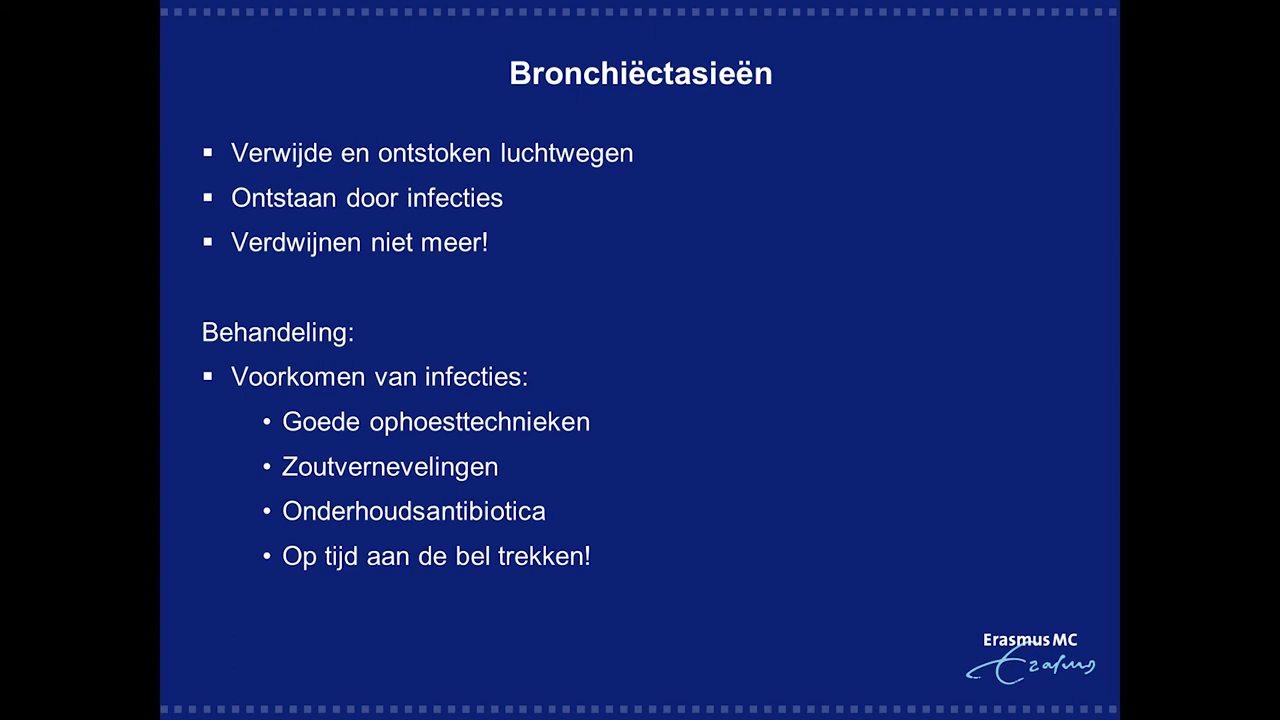 Bronchiëctasieën
▪ Verwijde en ontstoken luchtwegen
▪ Ontstaan door infecties
▪ Verdwijnen niet meer!
Behandeling:
▪ Voorkomen van infecties:
• Goede ophoesttechnieken
• Zoutvernevelingen
• Onderhoudsantibiotica
• Op tijd aan de bel trekken!
Erasmus MC
Erasmus